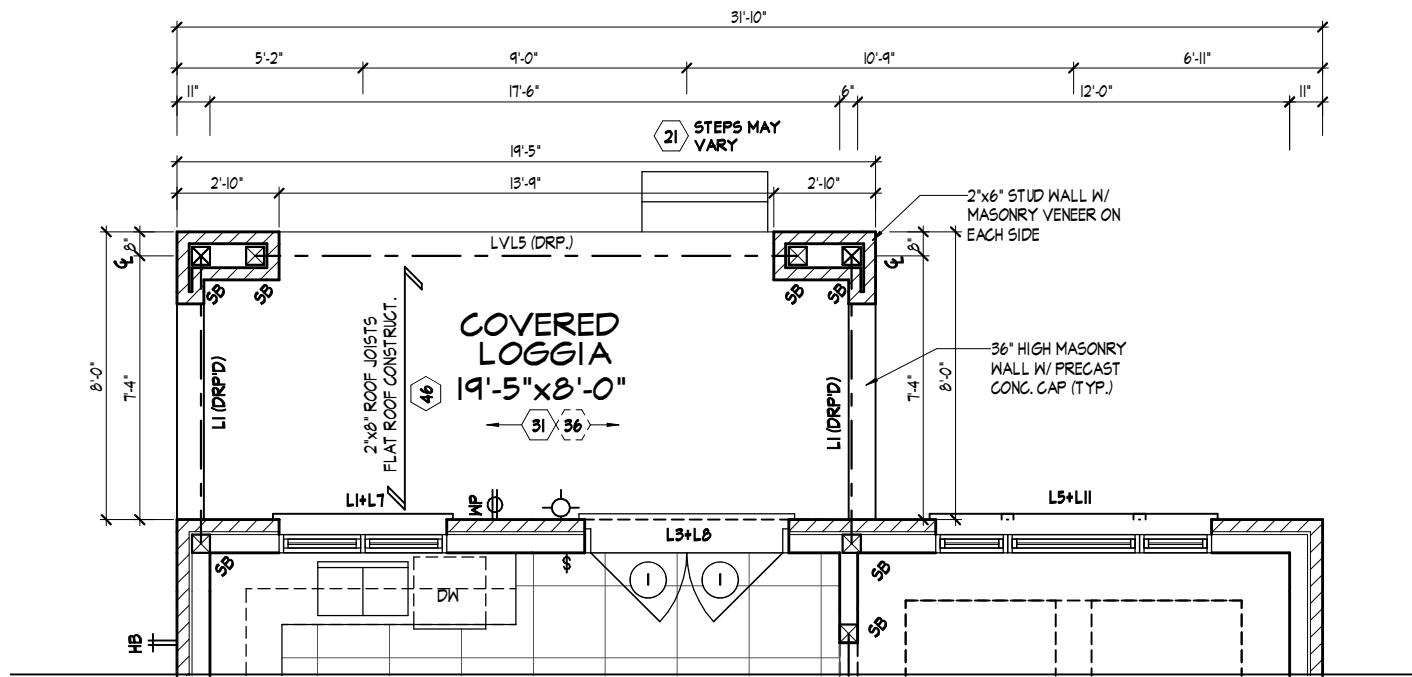 31'-10"
5'-2" 9'-0" 10'-9" 6'-11"
11" 17'-6" 6" 12'-0" 11"
21 STEPS MAY
VARY
19'-5"
2'-10" 13'-9" 2'-10"
2"x6" STUD WALL W/
MASONRY VENEER ON
EACH SIDE
8" LVL5 (DRP.) 8"
SB SB SB SB
COVERED
LOGGIA
19'-5"x8'-0"
31 36
2"x8" ROOF JOISTS
FLAT ROOF CONSTRUCT.
46
8'-0" 7'-4" L1 (DRP'D) L1 (DRP'D) 7'-4" 8'-0"
36" HIGH MASONRY
WALL W/ PRECAST
CONC. CAP (TYP.)
L1+L7 WP L5+L11
L3+L8
SB $ SB
DW 1 1
SB
HB